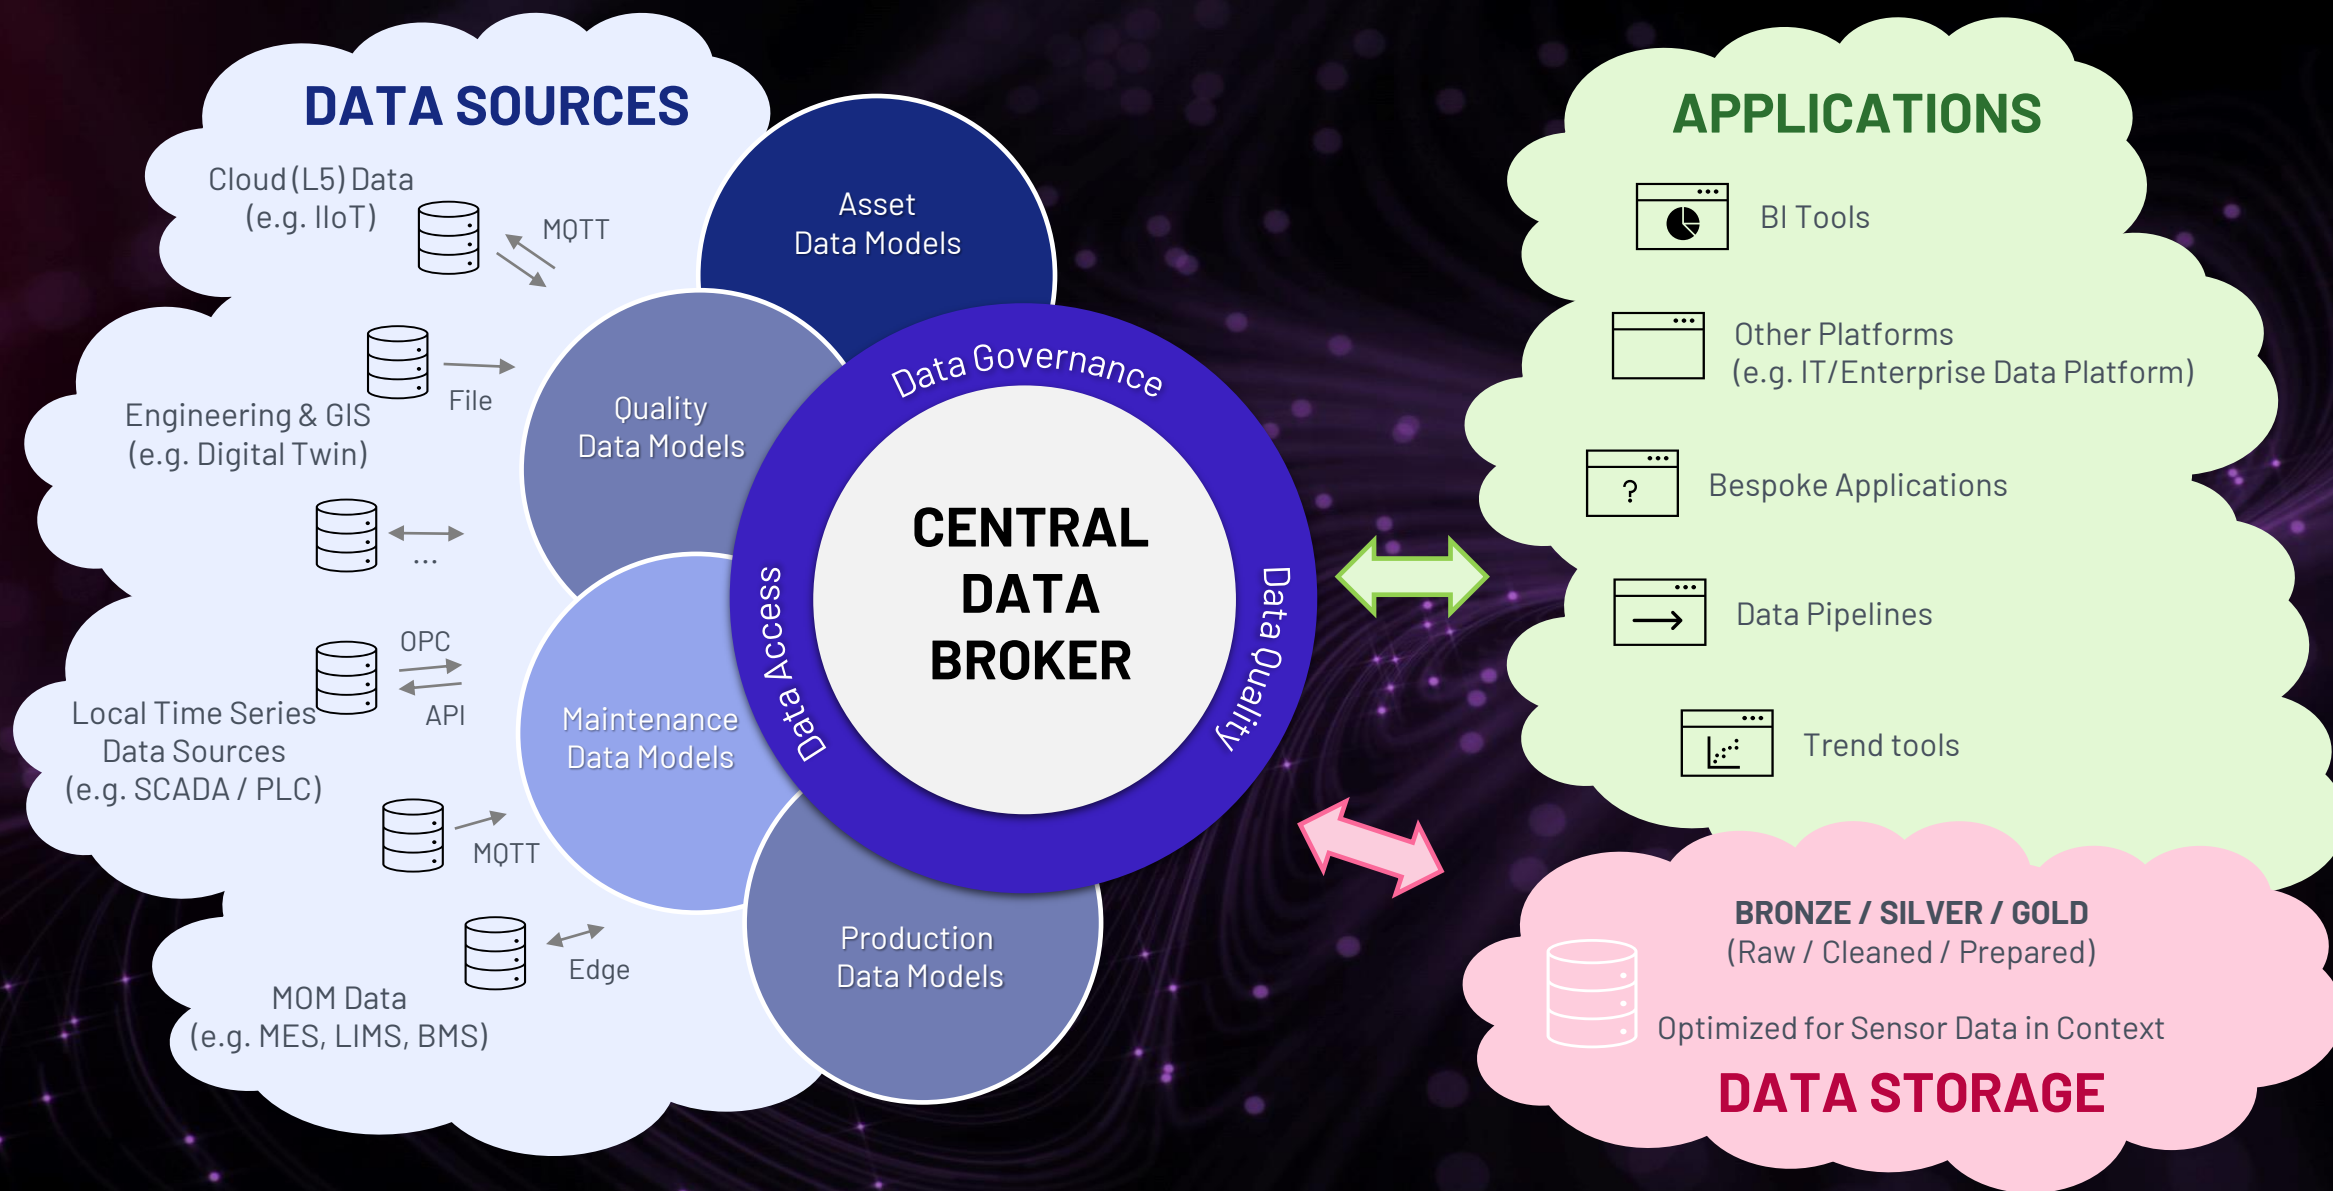 DATA SOURCES
Cloud (L5) Data
(e.g. IIoT)
MQTT
File
Engineering & GIS
(e.g. Digital Twin)
...
OPC
API
Local Time Series
Data Sources
(e.g. SCADA / PLC)
MQTT
Edge
MOM Data
(e.g. MES, LIMS, BMS)
Asset
Data Models
Quality
Data Models
Maintenance
Data Models
Production
Data Models
Data Governance
Data Access
Data Quality
CENTRAL
DATA
BROKER
APPLICATIONS
BI Tools
Other Platforms
(e.g. IT/Enterprise Data Platform)
?
Bespoke Applications
Data Pipelines
Trend tools
BRONZE / SILVER / GOLD
(Raw / Cleaned / Prepared)
Optimized for Sensor Data in Context
DATA STORAGE